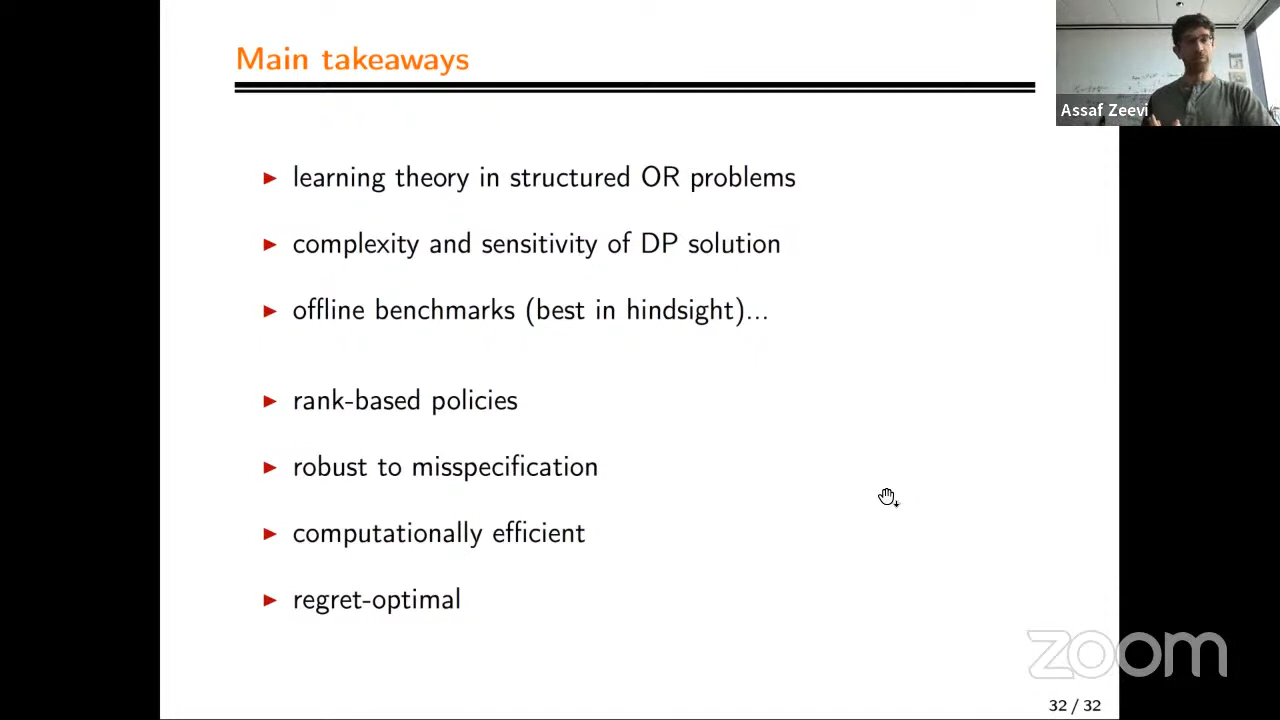 Main takeaways
Assaf Zeevi
▶ learning theory in structured OR problems
▶ complexity and sensitivity of DP solution
▶ offline benchmarks (best in hindsight)...
▶ rank-based policies
▶ robust to misspecification
▶ computationally efficient
▶ regret-optimal
zoom
32 / 32